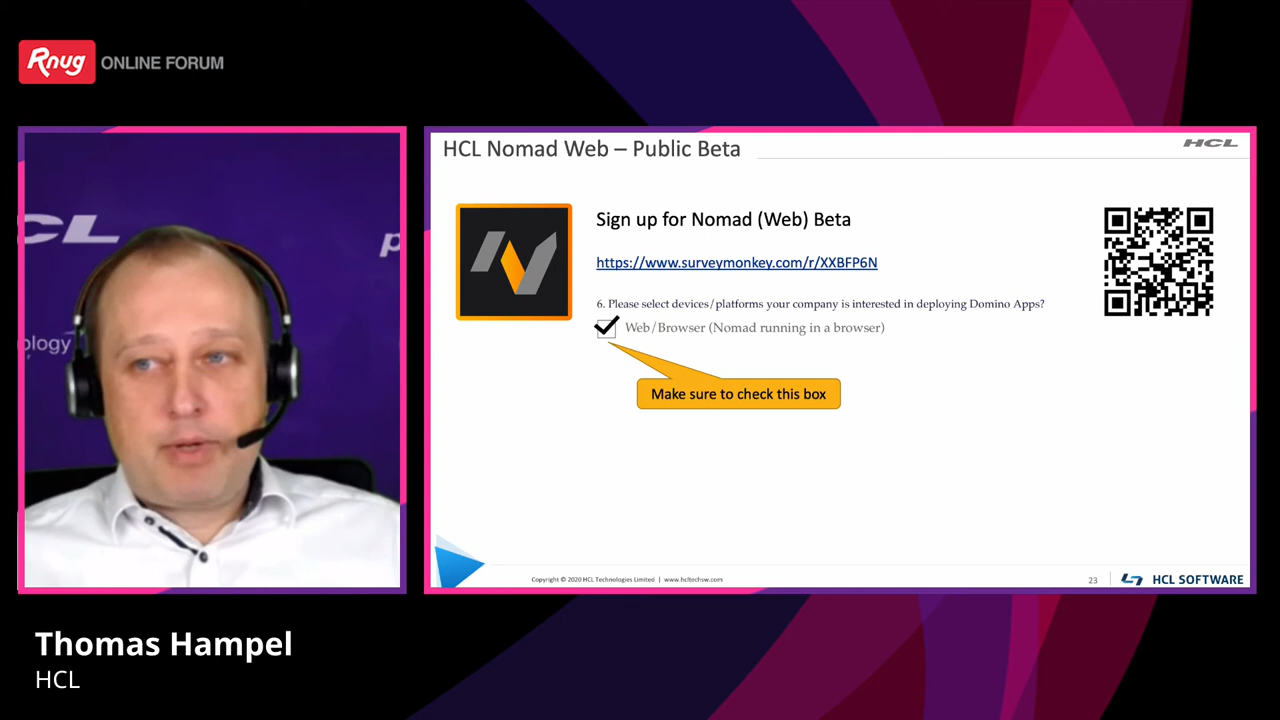 Rnug ONLINE FORUM
CL
p
ology
HCL Nomad Web – Public Beta
HCL
Sign up for Nomad (Web) Beta
https://www.surveymonkey.com/r/XXBFP6N
6. Please select devices/platforms your company is interested in deploying Domino Apps?
Web/Browser (Nomad running in a browser)
Make sure to check this box
Copyright © 2020 HCL Technologies Limited | www.hcltechsw.com
23
HCL SOFTWARE
Thomas Hampel
HCL